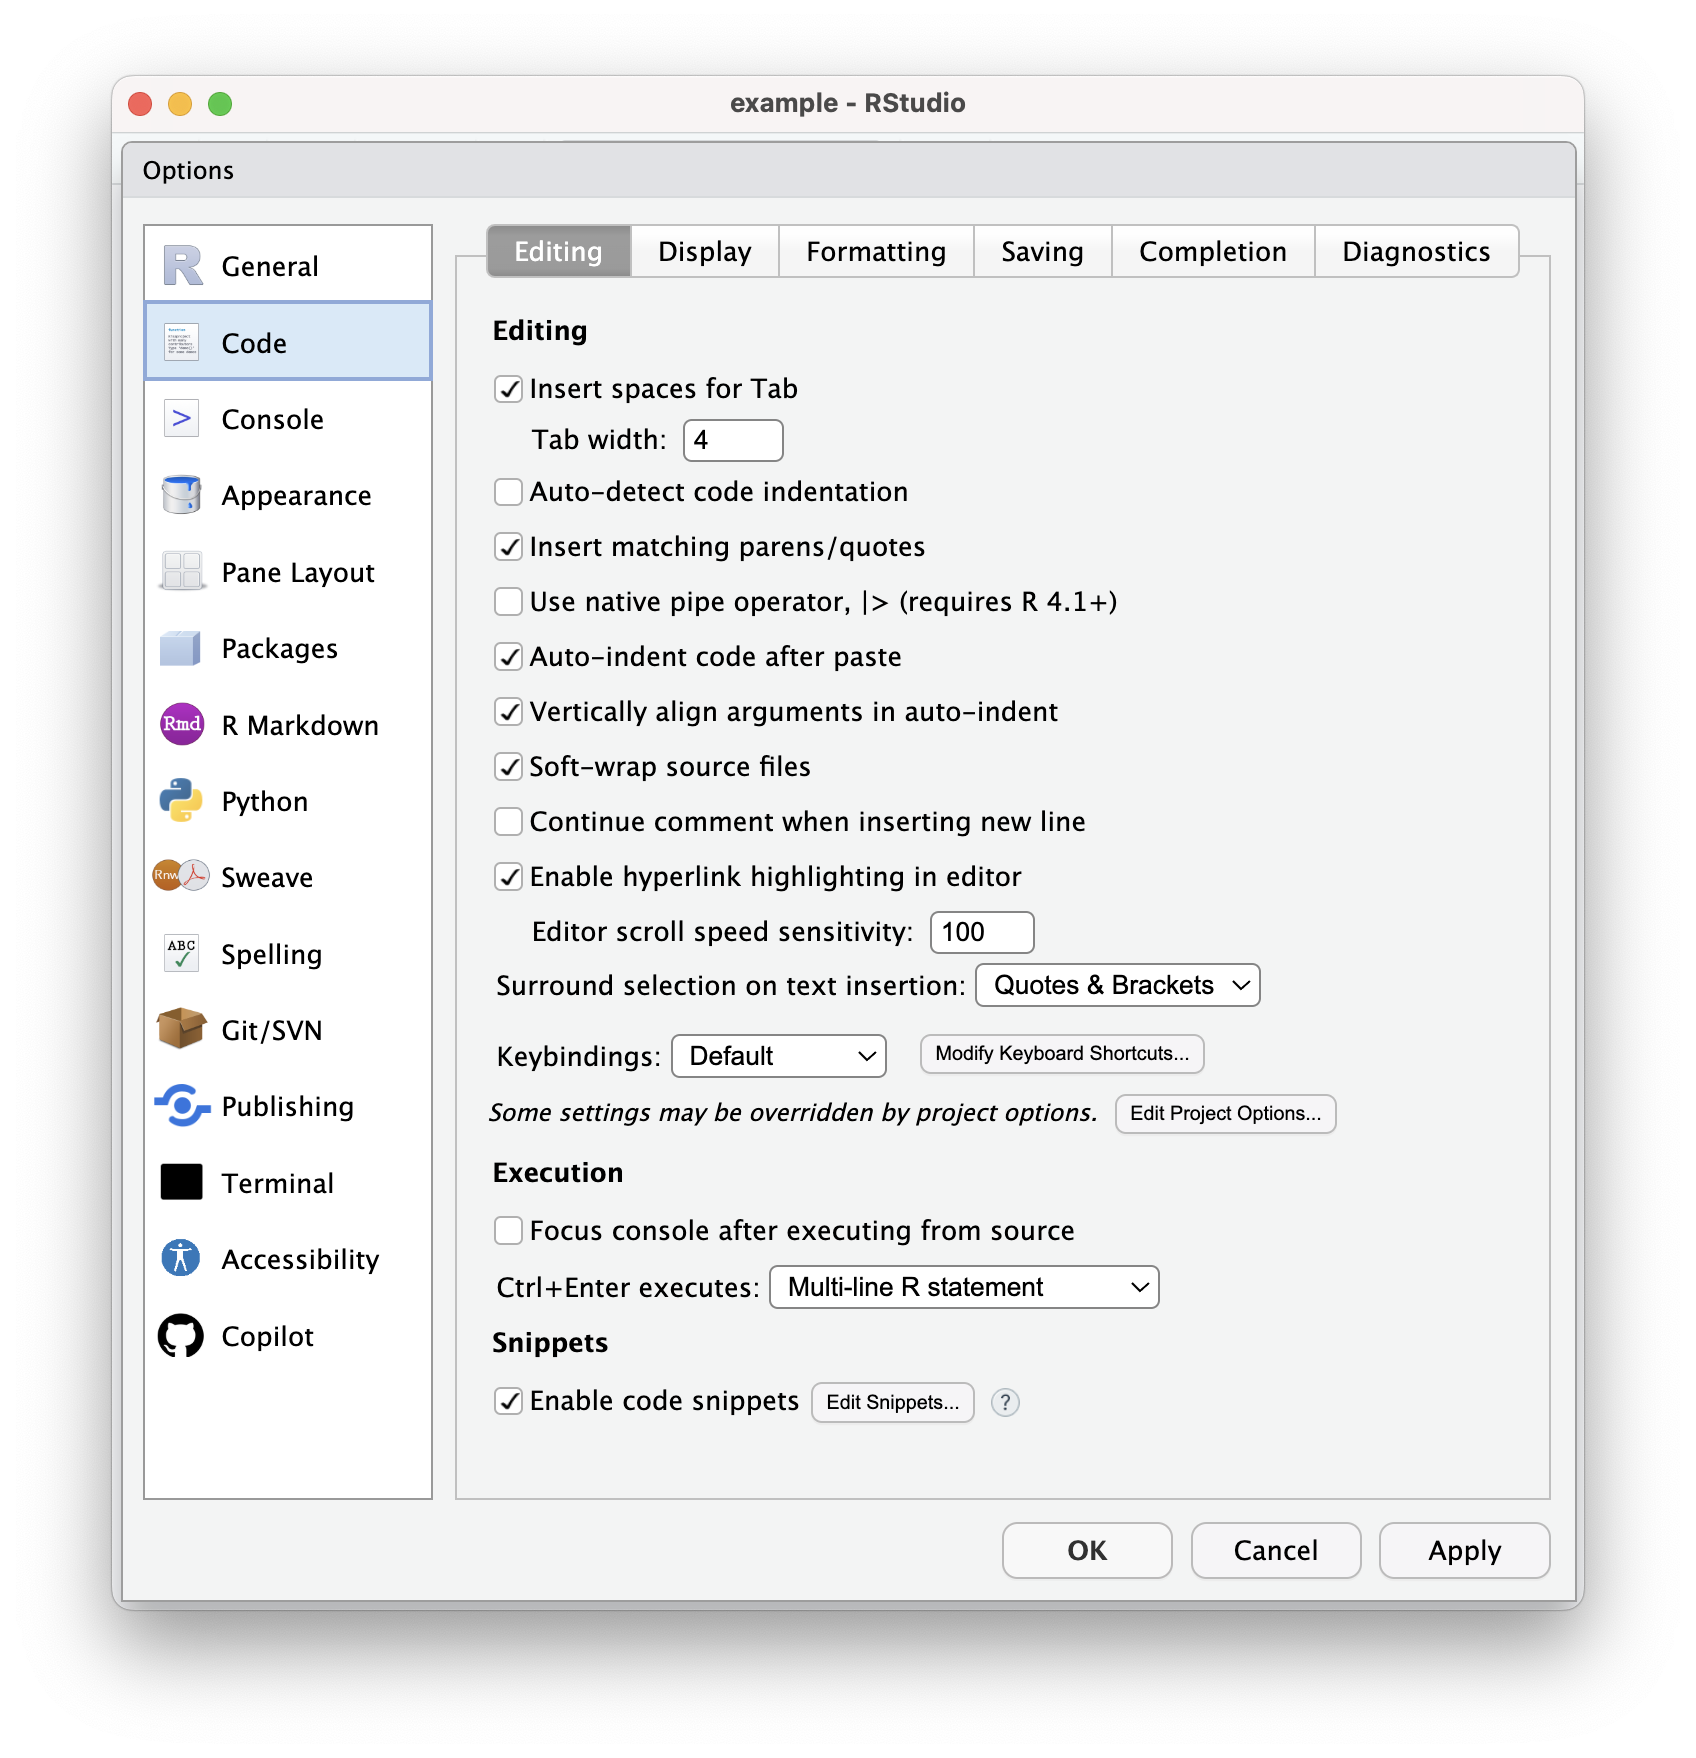 example - RStudio
Options
General
Code
Console
Appearance
Pane Layout
Packages
Rmd R Markdown
Python
Rnw Sweave
ABC Spelling
Git/SVN
Publishing
Terminal
Accessibility
Copilot
Editing Display Formatting Saving Completion Diagnostics
Editing
Insert spaces for Tab
Tab width: 4
Auto-detect code indentation
Insert matching parens/quotes
Use native pipe operator, |> (requires R 4.1+)
Auto-indent code after paste
Vertically align arguments in auto-indent
Soft-wrap source files
Continue comment when inserting new line
Enable hyperlink highlighting in editor
Editor scroll speed sensitivity: 100
Surround selection on text insertion: Quotes & Brackets
Keybindings: Default Modify Keyboard Shortcuts...
Some settings may be overridden by project options. Edit Project Options...
Execution
Focus console after executing from source
Ctrl+Enter executes: Multi-line R statement
Snippets
Enable code snippets Edit Snippets... ?
OK Cancel Apply